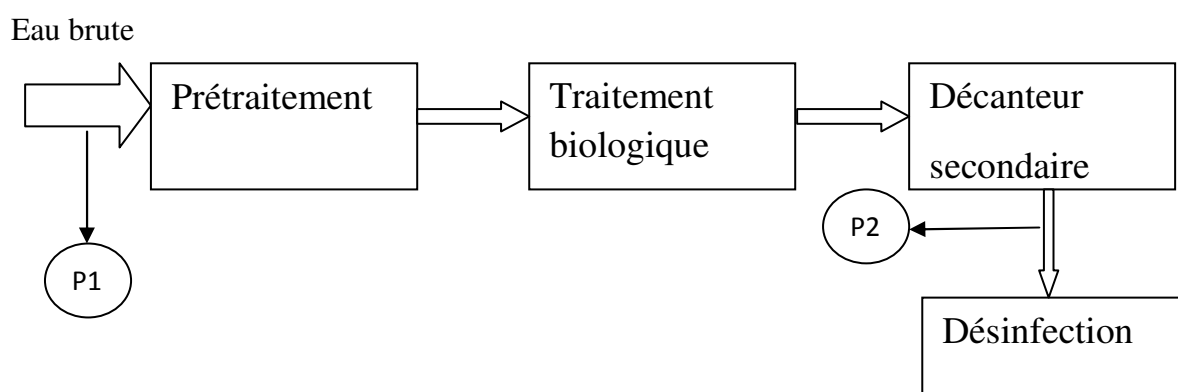 Eau brute
Prétraitement
Traitement
biologique
Décanteur
secondaire
P2
P1
Désinfection